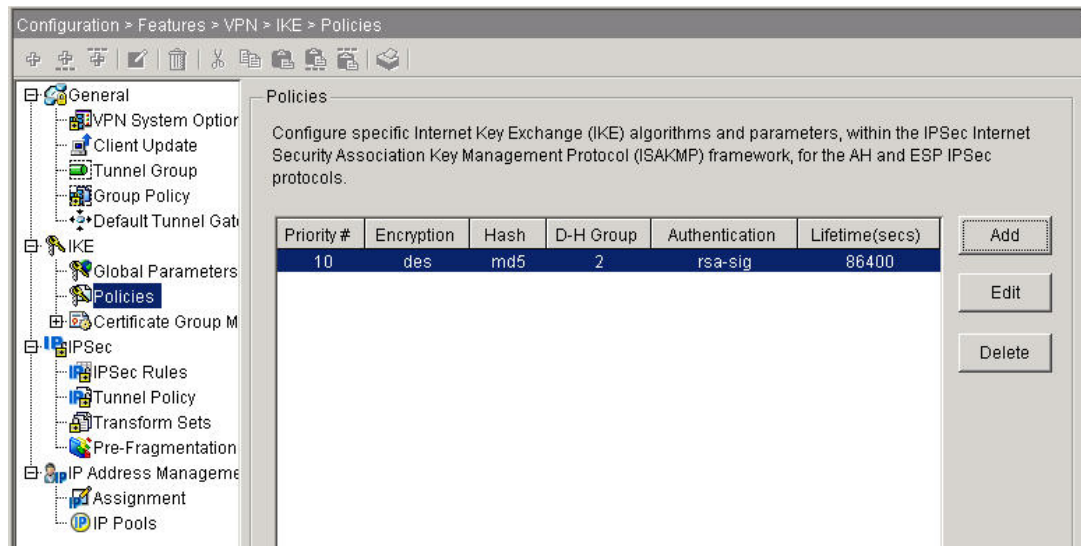 Configuration > Features > VPN > IKE > Policies
General
VPN System Option
Client Update
Tunnel Group
Group Policy
Default Tunnel Gat
IKE
Global Parameters
Policies
Certificate Group M
IPSec
IPSec Rules
Tunnel Policy
Transform Sets
Pre-Fragmentation
IP Address Manageme
Assignment
IP Pools
Policies
Configure specific Internet Key Exchange (IKE) algorithms and parameters, within the IPSec Internet
Security Association Key Management Protocol (ISAKMP) framework, for the AH and ESP IPSec
protocols.
Priority # Encryption Hash D-H Group Authentication Lifetime(secs)
10 des md5 2 rsa-sig 86400
Add
Edit
Delete